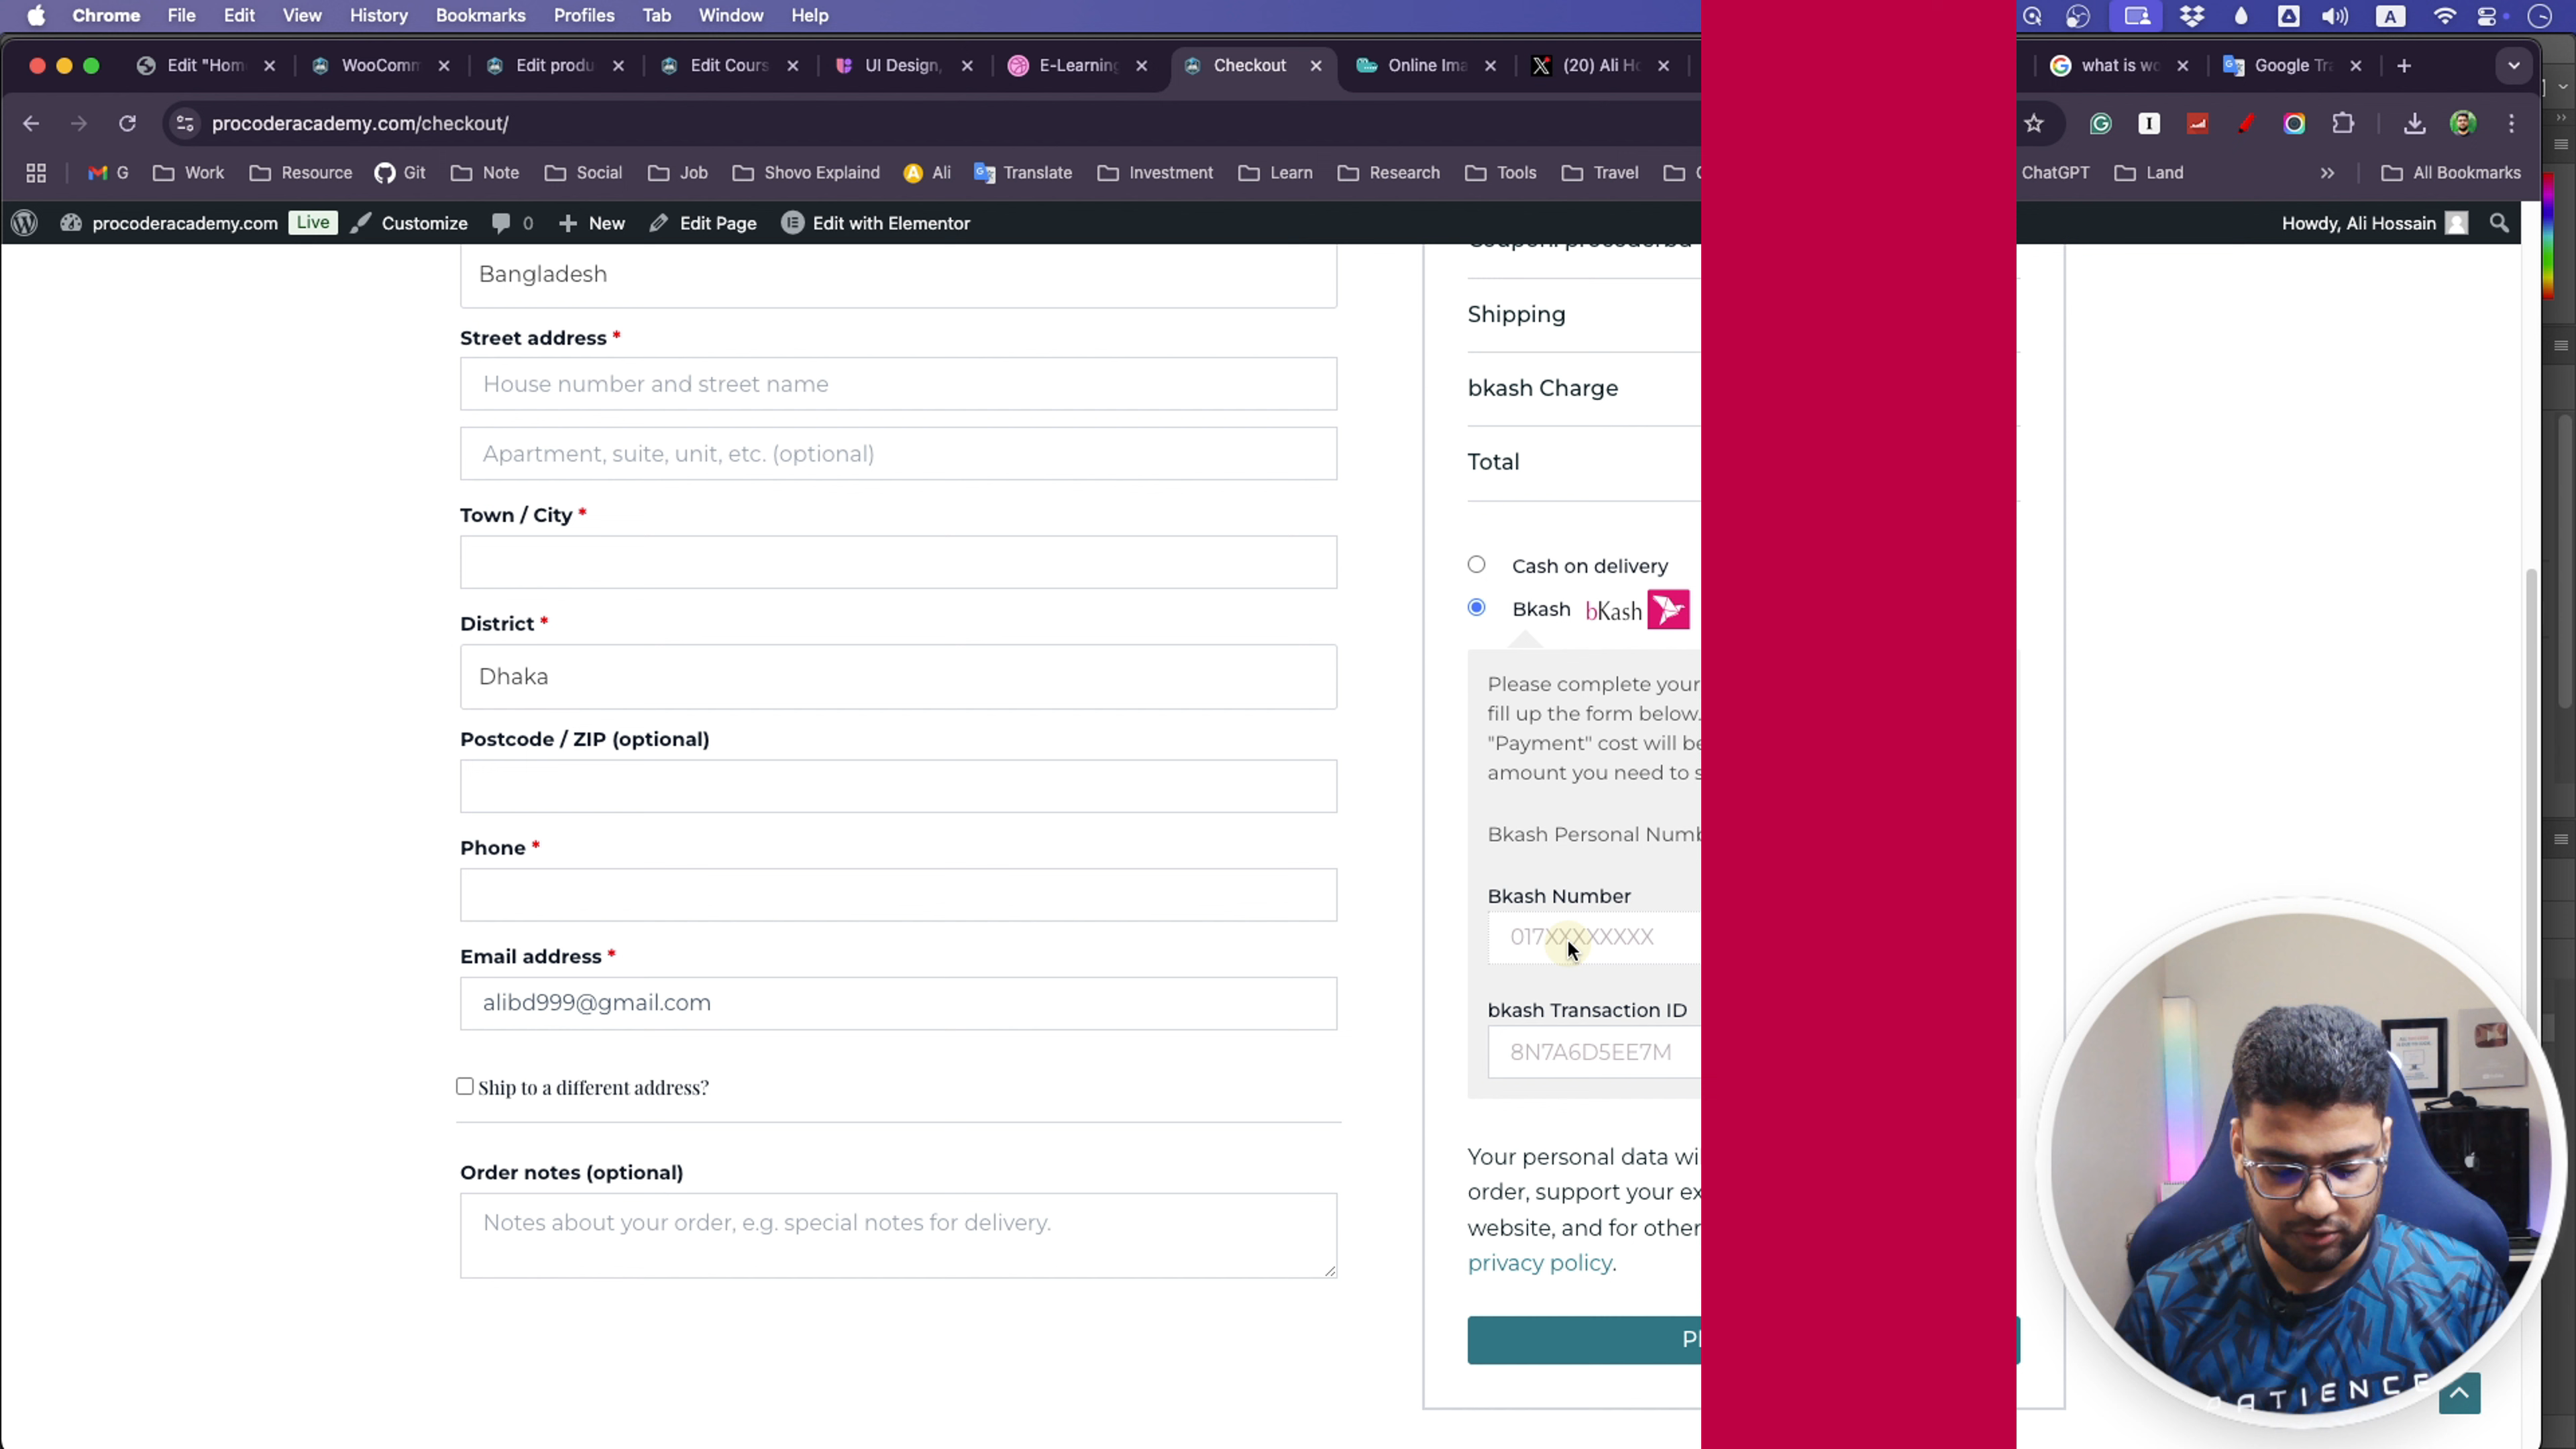 Chrome File Edit View History Bookmarks Profiles Tab Window Help
Edit "Hom WooComm Edit produ Edit Cours UI Design, E-Learning Checkout Online Ima (20) Ali Ho what is wo Google Tra
procoderacademy.com/checkout/
G Work Resource Git Note Social Job Shovo Explaind Ali Translate Investment Learn Research Tools Travel ChatGPT Land All Bookmarks
procoderacademy.com Live Customize 0 New Edit Page Edit with Elementor Howdy, Ali Hossain
Bangladesh
Street address *
House number and street name
Apartment, suite, unit, etc. (optional)
Town / City *
District *
Dhaka
Postcode / ZIP (optional)
Phone *
Email address *
alibd999@gmail.com
Ship to a different address?
Order notes (optional)
Notes about your order, e.g. special notes for delivery.
Shipping
bkash Charge
Total
Cash on delivery
Bkash bKash
Please complete your
fill up the form below.
"Payment" cost will be
amount you need to s
Bkash Personal Numb
Bkash Number
017XXXXXXXX
bkash Transaction ID
8N7A6D5EE7M
Your personal data wi
order, support your ex
website, and for other
privacy policy.
Pl
PATIENCE